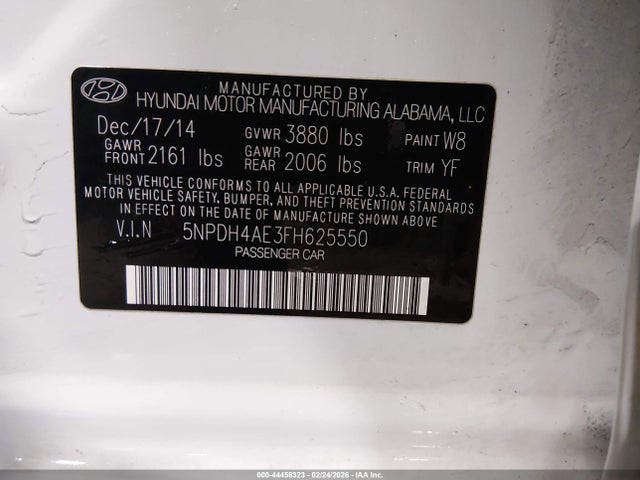 MANUFACTURED BY
HYUNDAI MOTOR MANUFACTURING ALABAMA, LLC
Dec/17/14 GVWR 3880 lbs PAINT W8
GAWR FRONT 2161 lbs GAWR REAR 2006 lbs TRIM YF
THIS VEHICLE CONFORMS TO ALL APPLICABLE U.S.A. FEDERAL
MOTOR VEHICLE SAFETY, BUMPER, AND THEFT PREVENTION STANDARDS
IN EFFECT ON THE DATE OF MANUFACTURE SHOWN ABOVE.
V.I.N 5NPDH4AE3FH625550
PASSENGER CAR
000-44458323 - 02/24/2026 - IAA Inc.